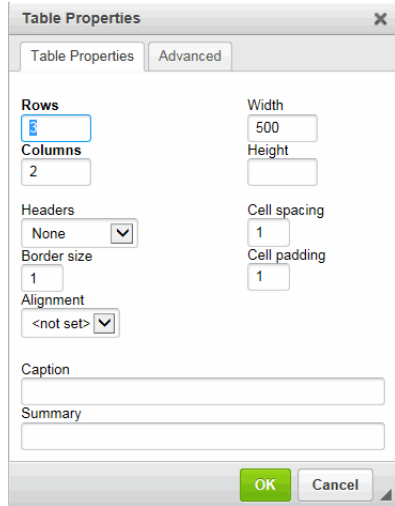 Table Properties
Table Properties Advanced
Rows Width
3 500
Columns Height
2
Headers Cell spacing
None 1
Border size Cell padding
1 1
Alignment
<not set>
Caption
Summary
OK Cancel